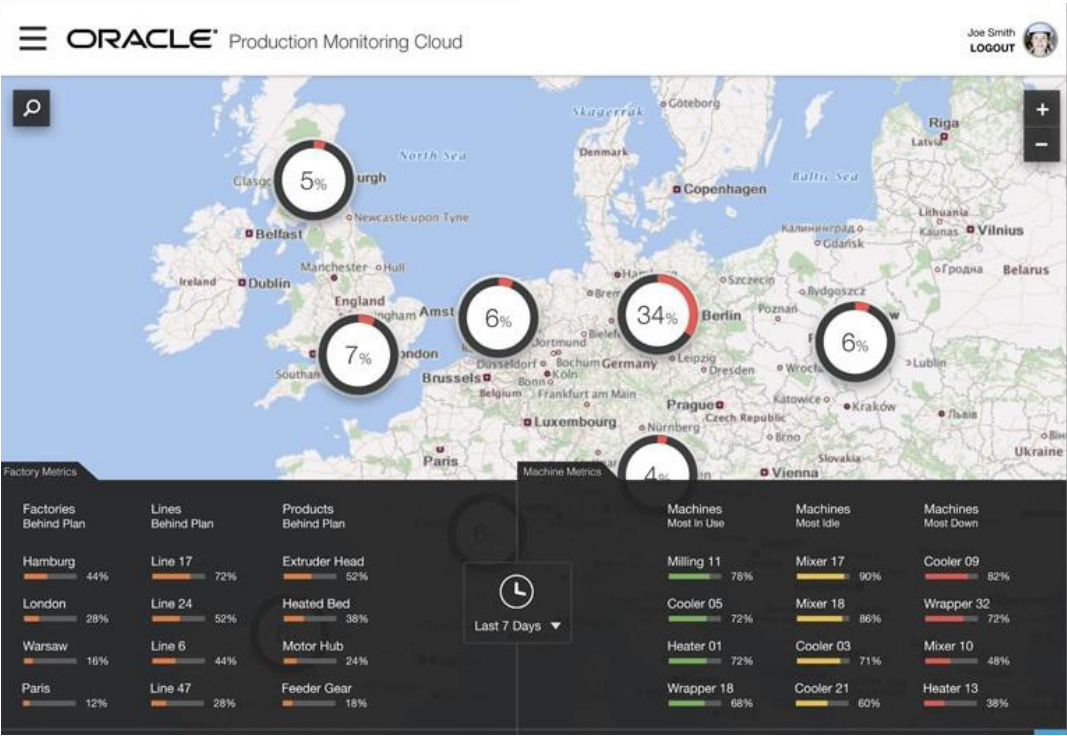 ORACLE Production Monitoring Cloud
Joe Smith
LOGOUT
+
−
Skagerrak
Göteborg
Riga
Latvia
North Sea
Denmark
Baltic Sea
Copenhagen
5%
urgh
Newcastle upon Tyne
Belfast
Lithuania
Kaunas
Vilnius
Калининград
Gdańsk
Ireland
Dublin
Manchester
Hull
England
Szczecin
Bydgoszcz
Гродна
Belarus
Amst
6%
34%
Berlin
Poznań
6%
7%
Dortmund
Düsseldorf
Bochum
Germany
Leipzig
Dresden
Lublin
Brussels
Bonn
Köln
Belgium
Frankfurt am Main
Prague
Katowice
Kraków
Львів
Luxembourg
Nürnberg
Czech Republic
Brno
Ukraine
Paris
Slovakia
Vienna
4%
Factory Metrics
Machine Metrics
Factories
Behind Plan
Hamburg
44%
London
28%
Warsaw
16%
Paris
12%
Lines
Behind Plan
Line 17
72%
Line 24
52%
Line 6
44%
Line 47
28%
Products
Behind Plan
Extruder Head
52%
Heated Bed
38%
Motor Hub
24%
Feeder Gear
18%
Last 7 Days
Machines
Most In Use
Milling 11
78%
Cooler 05
72%
Heater 01
72%
Wrapper 18
68%
Machines
Most Idle
Mixer 17
90%
Mixer 18
86%
Cooler 03
71%
Cooler 21
60%
Machines
Most Down
Cooler 09
82%
Wrapper 32
72%
Mixer 10
48%
Heater 13
38%